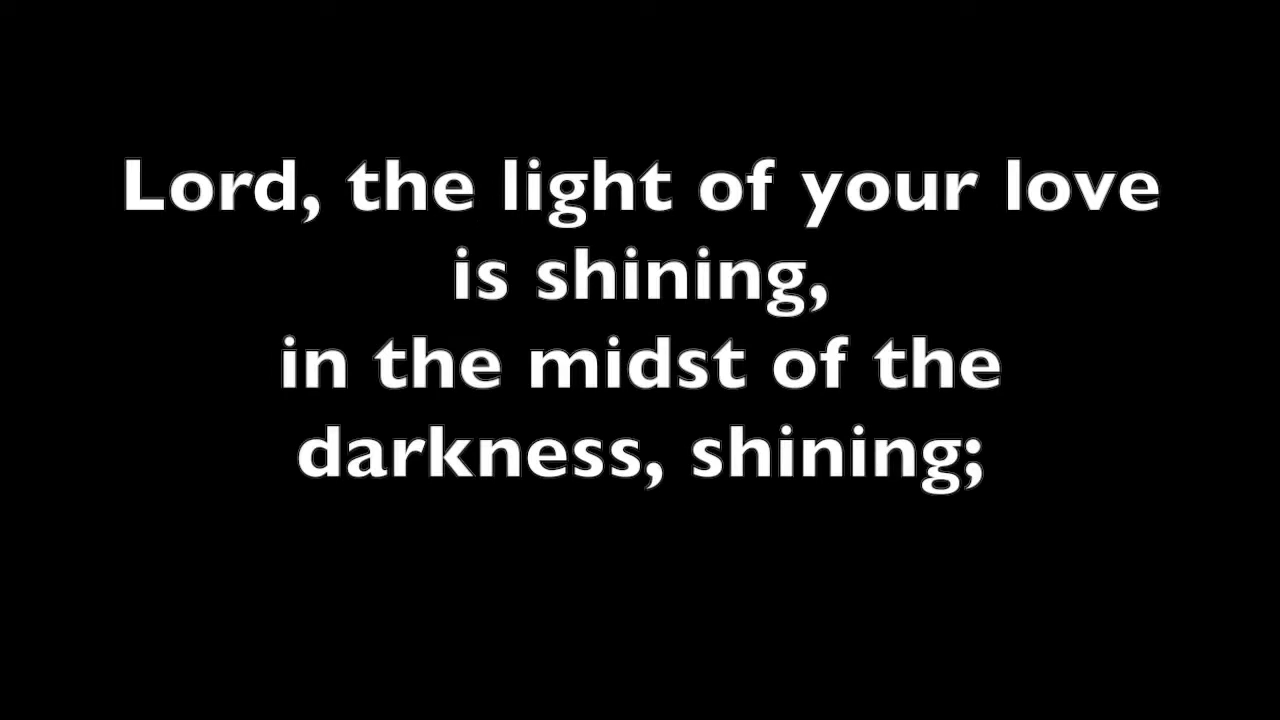 Lord, the light of your love
is shining,
in the midst of the
darkness, shining;